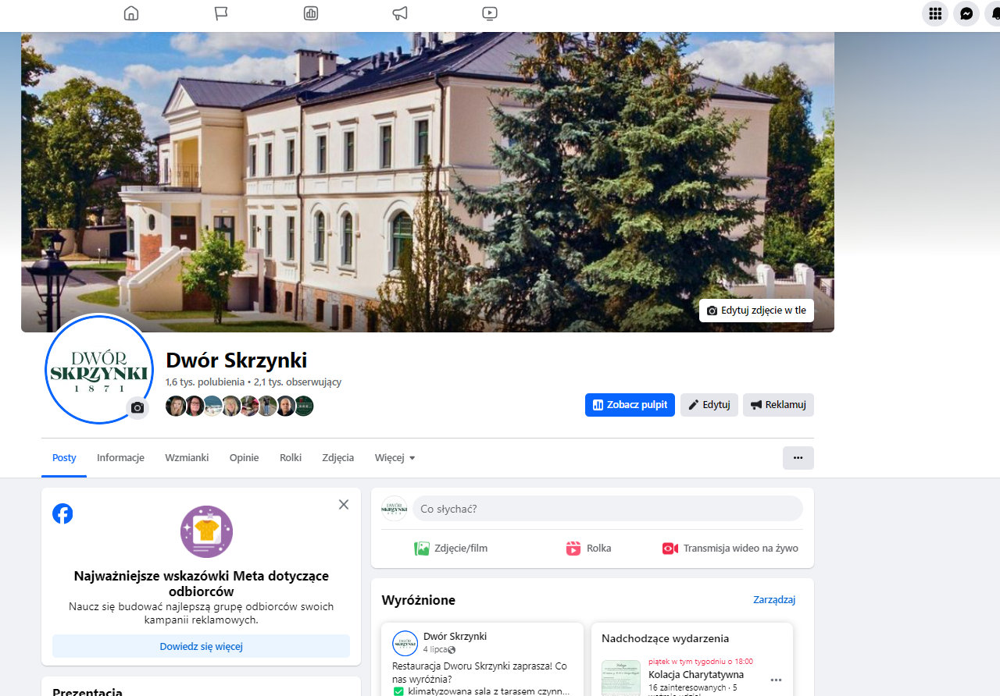 Edytuj zdjęcie w tle
DWÓR
SKRZYNKI
1871
Dwór Skrzynki
1,6 tys. polubienia • 2,1 tys. obserwujący
Zobacz pulpit
Edytuj
Reklamuj
Posty
Informacje
Wzmianki
Opinie
Rolki
Zdjęcia
Więcej
Najważniejsze wskazówki Meta dotyczące
odbiorców
Naucz się budować najlepszą grupę odbiorców swoich
kampanii reklamowych.
Dowiedz się więcej
Prezentacja
DWÓR
SKRZYNKI
Co słychać?
Zdjęcie/film
Rolka
Transmisja wideo na żywo
Wyróżnione
Zarządzaj
Dwór Skrzynki
4 lipca
Restauracja Dworu Skrzynki zaprasza! Co
nas wyróżnia?
klimatyzowana sala z tarasem czynn...
Nadchodzące wydarzenia
piątek w tym tygodniu o 18:00
Kolacja Charytatywna
16 zainteresowanych · 5